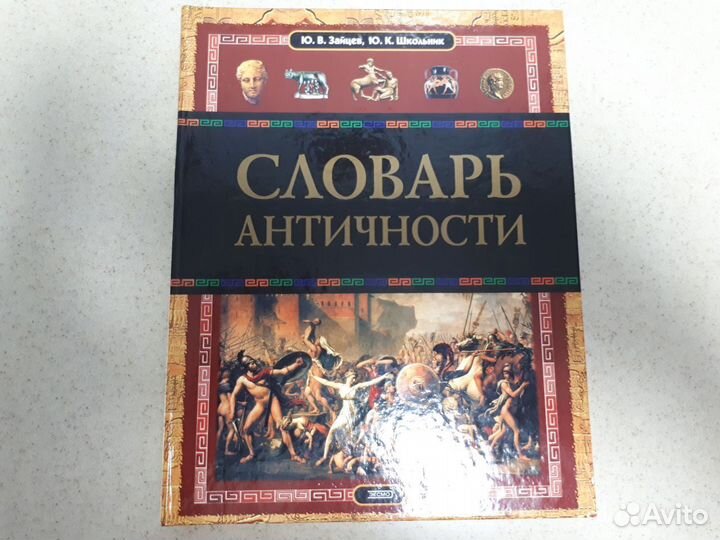 Ю. В. Зайцев, Ю. К. Школьник
СЛОВАРЬ
АНТИЧНОСТИ
ЭКСМО
Avito